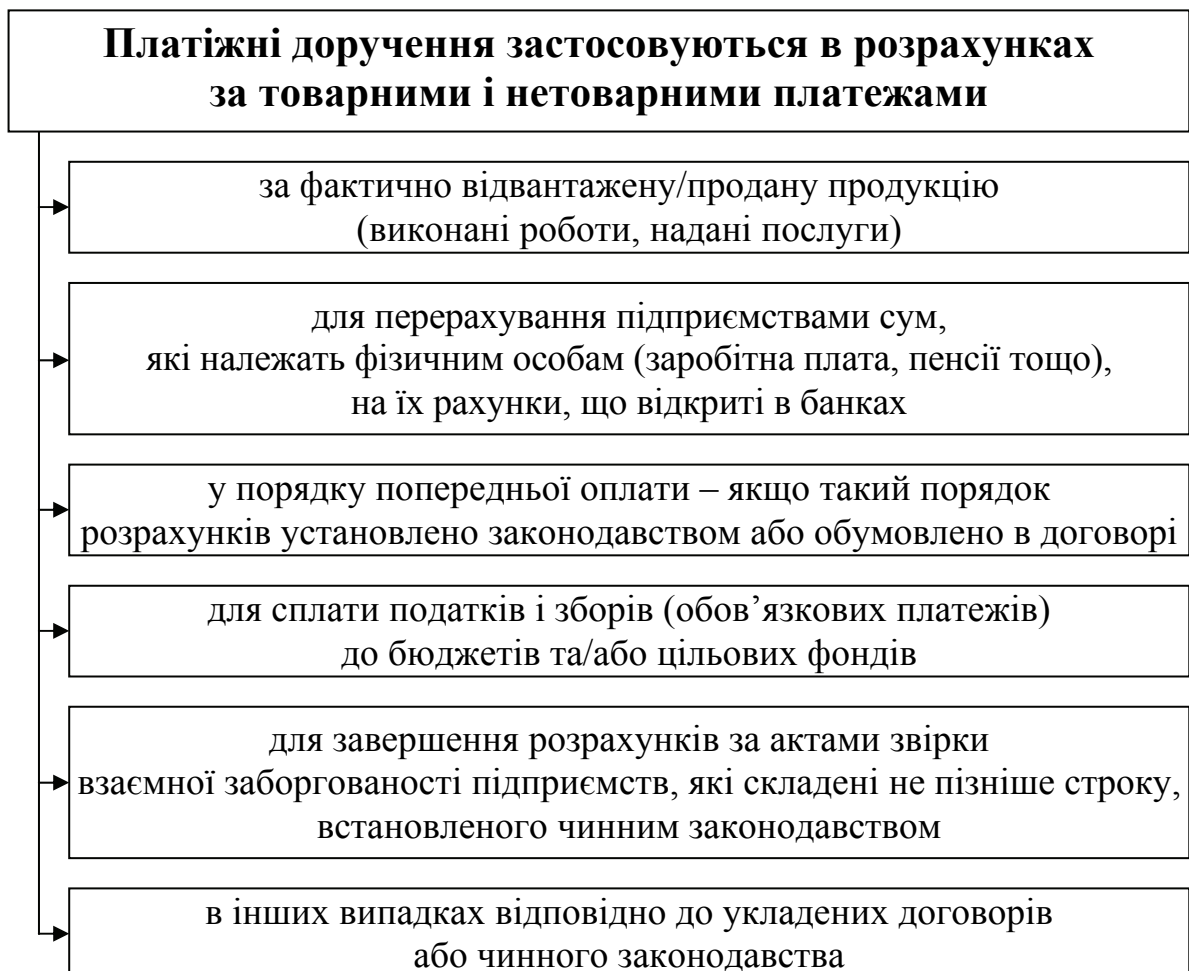 Платіжні доручення застосовуються в розрахунках
за товарними і нетоварними платежами
за фактично відвантажену/продану продукцію
(виконані роботи, надані послуги)
для перерахування підприємствами сум,
які належать фізичним особам (заробітна плата, пенсії тощо),
на їх рахунки, що відкриті в банках
у порядку попередньої оплати – якщо такий порядок
розрахунків установлено законодавством або обумовлено в договорі
для сплати податків і зборів (обов’язкових платежів)
до бюджетів та/або цільових фондів
для завершення розрахунків за актами звірки
взаємної заборгованості підприємств, які складені не пізніше строку,
встановленого чинним законодавством
в інших випадках відповідно до укладених договорів
або чинного законодавства